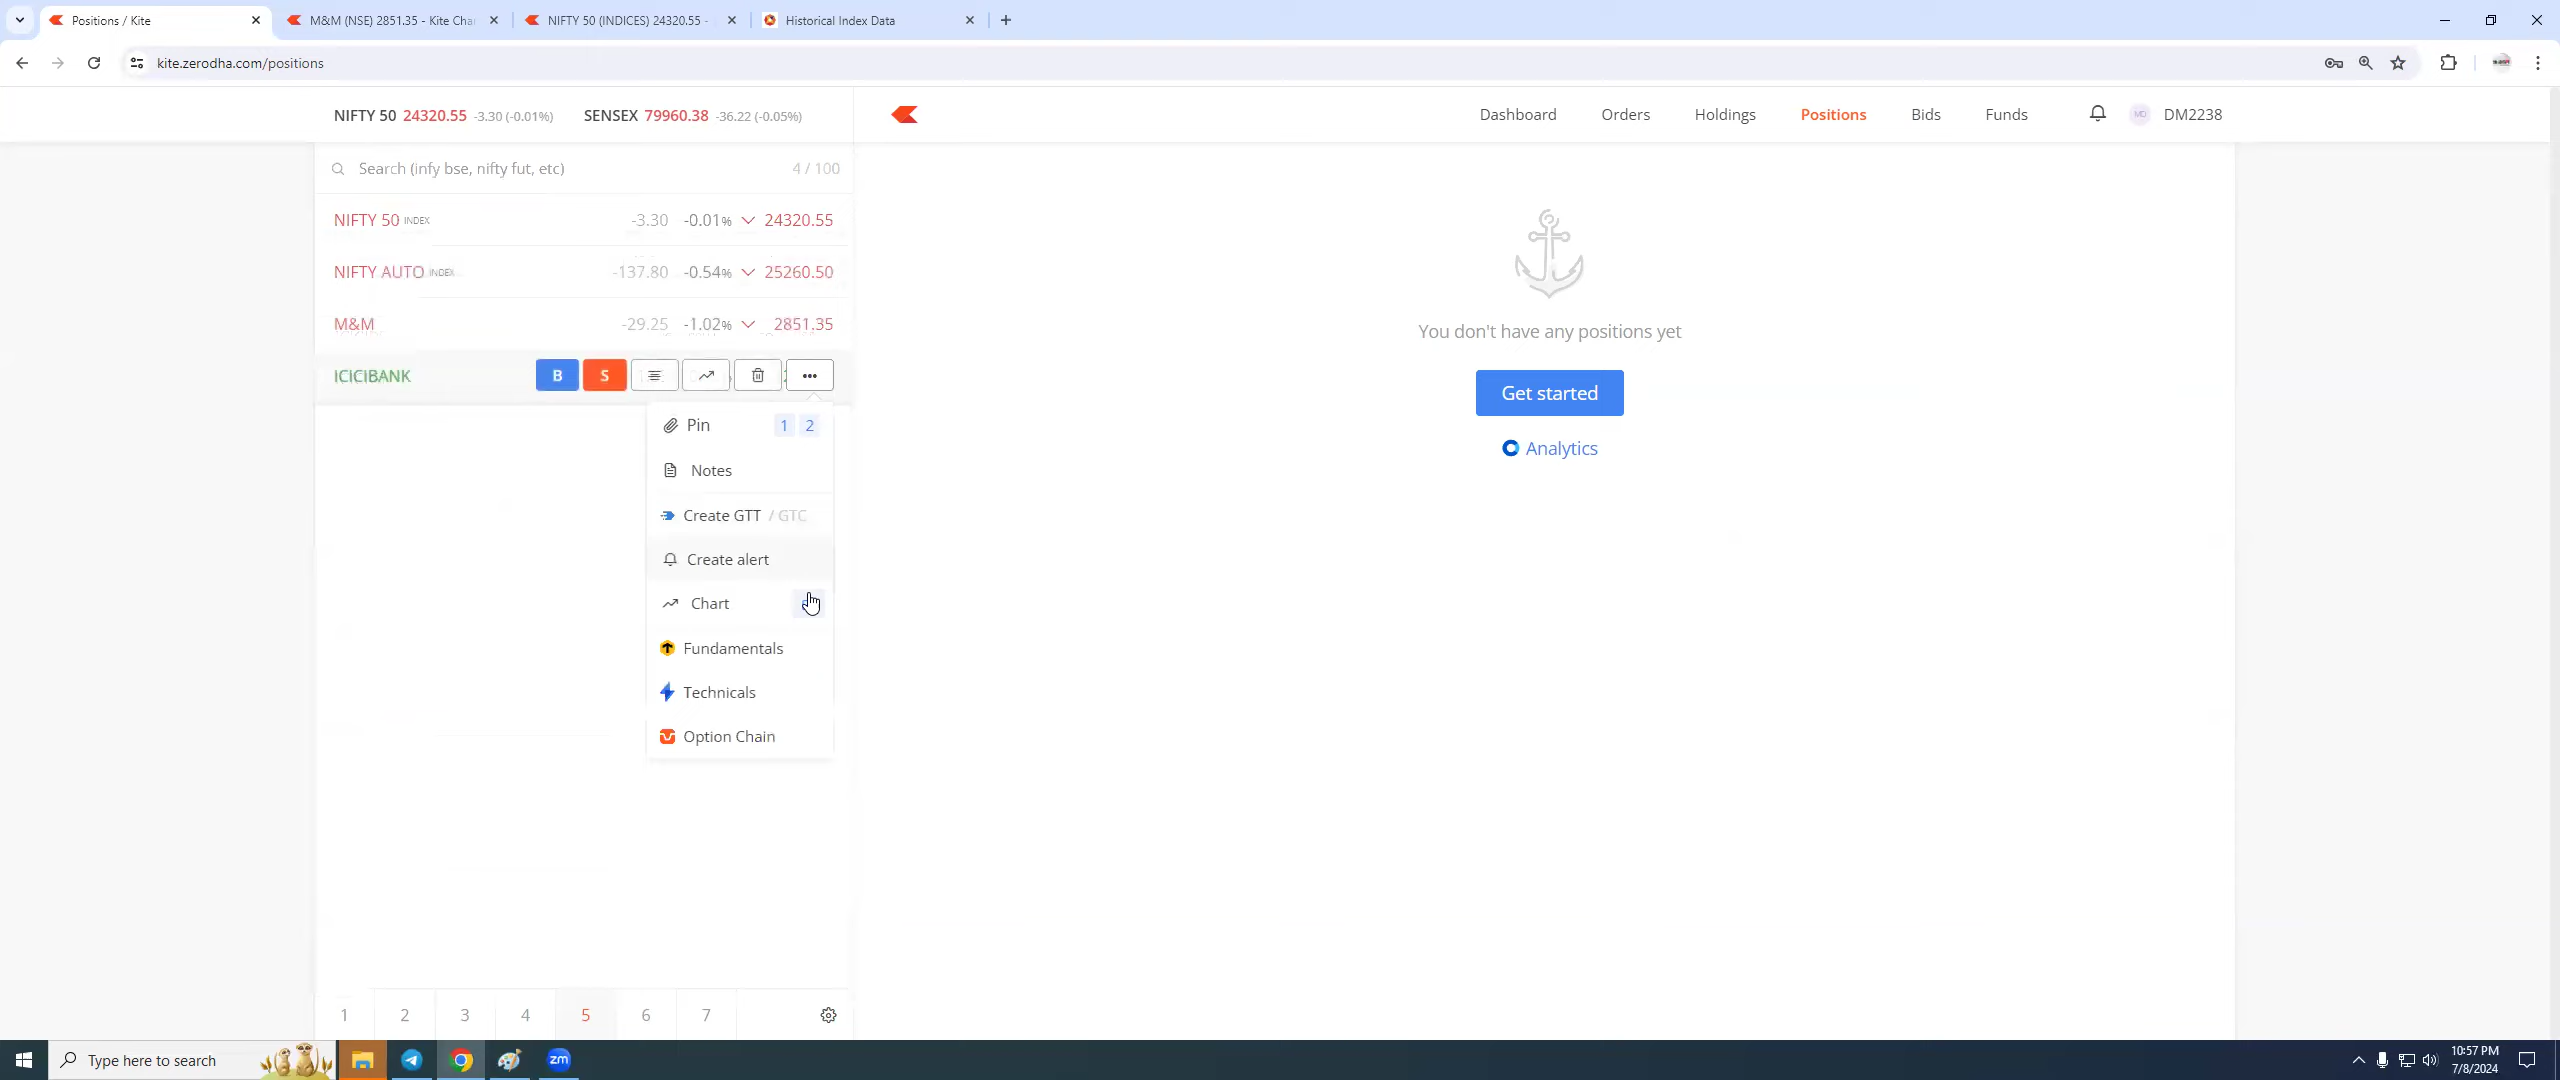 Positions / Kite
M&M (NSE) 2851.35 - Kite Cha
NIFTY 50 (INDICES) 24320.55 -
Historical Index Data
kite.zerodha.com/positions
NIFTY 50 24320.55 -3.30 (-0.01%) SENSEX 79960.38 -36.22 (-0.05%)
Dashboard Orders Holdings Positions Bids Funds MD DM2238
Search (infy bse, nifty fut, etc) 4 / 100
NIFTY 50 INDEX -3.30 -0.01% 24320.55
NIFTY AUTO INDEX -137.80 -0.54% 25260.50
M&M -29.25 -1.02% 2851.35
ICICIBANK B S
You don't have any positions yet
Get started
Analytics
Pin 1 2
Notes
Create GTT / GTC
Create alert
Chart
Fundamentals
Technicals
Option Chain
1 2 3 4 5 6 7
Type here to search
zm
10:57 PM
7/8/2024